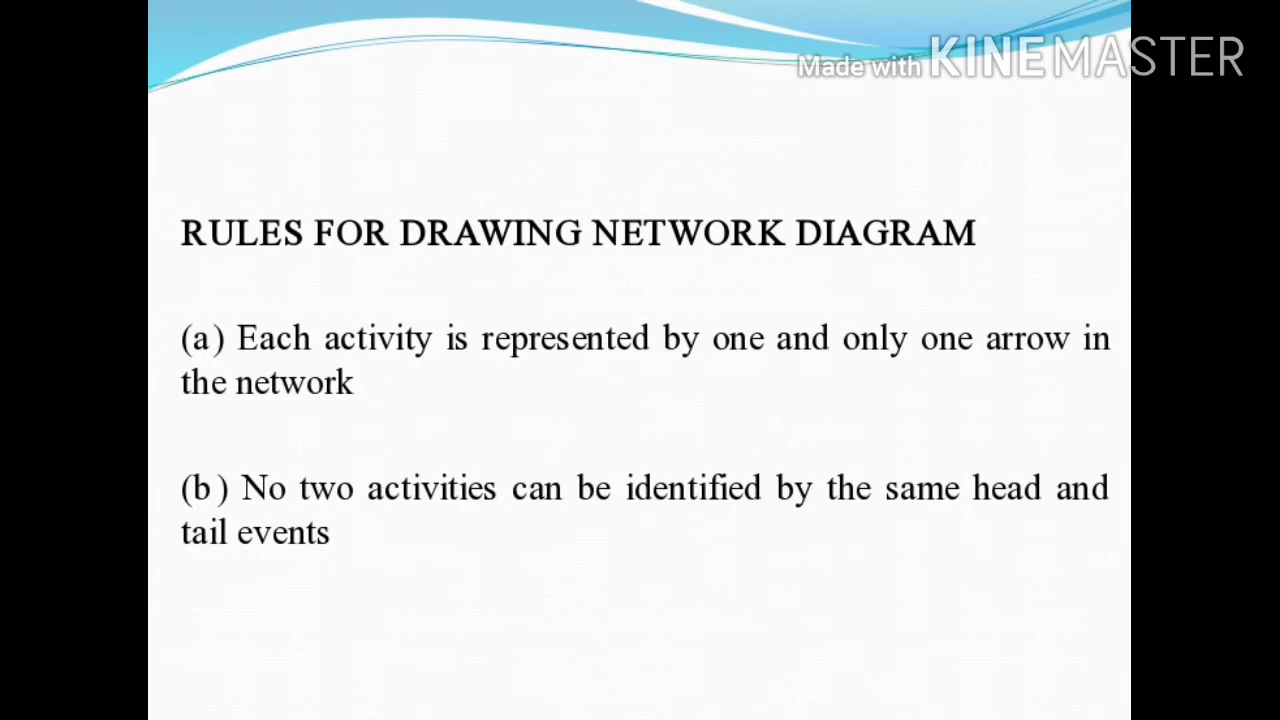 Made with KINEMASTER
RULES FOR DRAWING NETWORK DIAGRAM
(a) Each activity is represented by one and only one arrow in
the network
(b) No two activities can be identified by the same head and
tail events